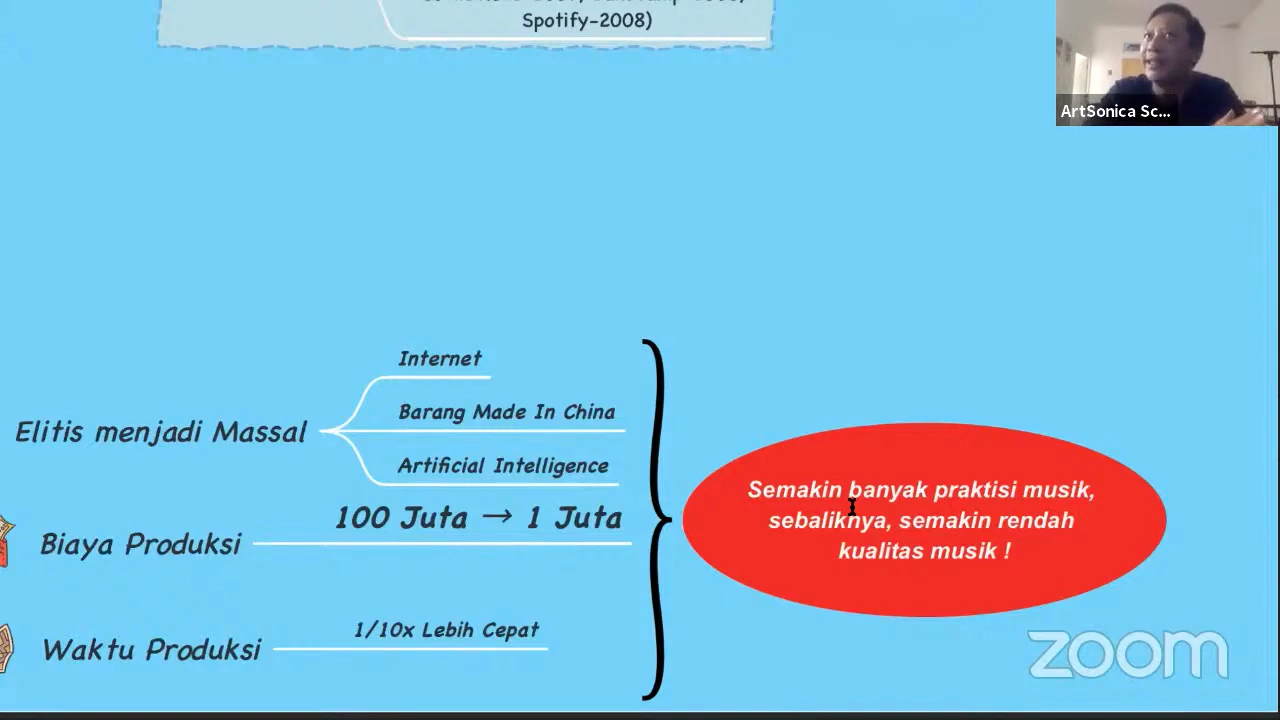 Spotify-2008)
ArtSonica Sc...
Internet
Barang Made In China
Elitis menjadi Massal
Artificial Intelligence
100 Juta → 1 Juta
Biaya Produksi
Semakin banyak praktisi musik,
sebaliknya, semakin rendah
kualitas musik !
1/10x Lebih Cepat
Waktu Produksi
zoom